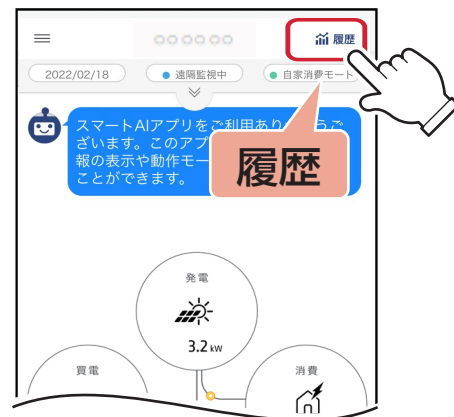 履歴
2022/02/18
遠隔監視中
自家消費モード
スマートAIアプリをご利用あり うご
ざいます。このアプ
報の表示や動作モー
ことができます。
履歴
発電
3.2 kW
買電
消費